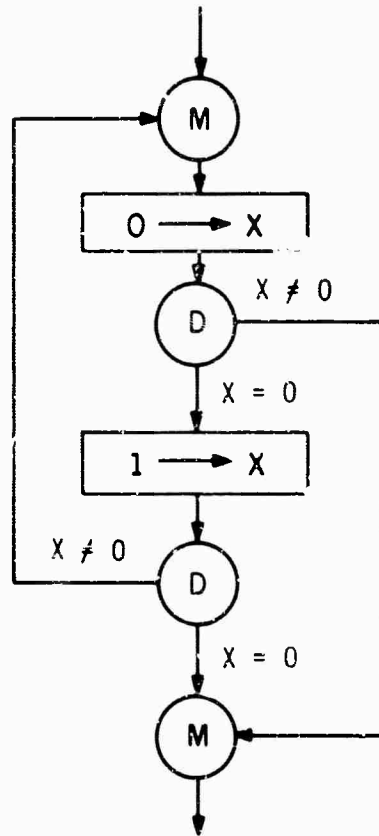 M
0 → X
X ≠ 0
D
X = 0
1 → X
X ≠ 0
D
X = 0
M